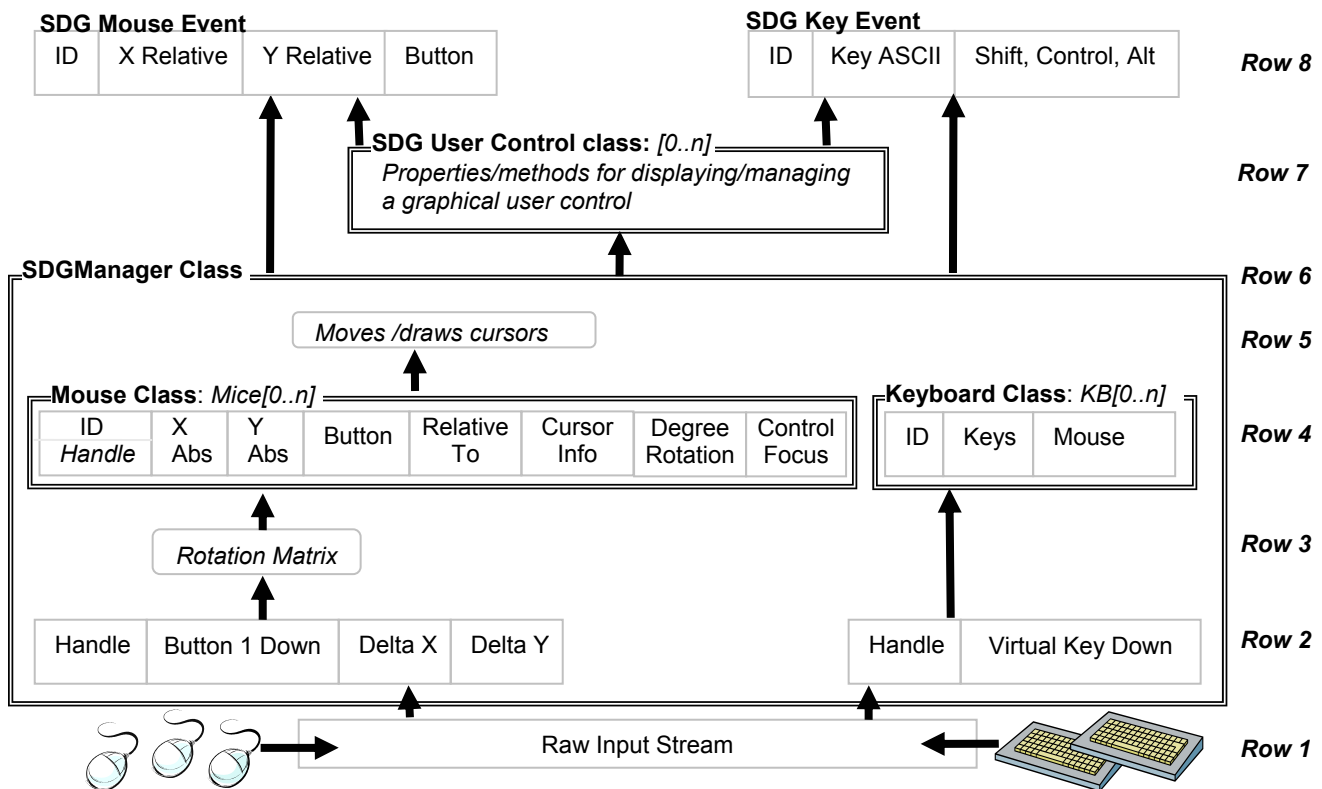 SDG Mouse Event
ID X Relative Y Relative Button
SDG Key Event
ID Key ASCII Shift, Control, Alt
Row 8
SDG User Control class: [0..n]
Properties/methods for displaying/managing
a graphical user control
Row 7
SDGManager Class
Row 6
Moves /draws cursors
Row 5
Mouse Class: Mice[0..n]
ID
Handle
X
Abs
Y
Abs
Button
Relative
To
Cursor
Info
Degree
Rotation
Control
Focus
Keyboard Class: KB[0..n]
ID Keys Mouse
Row 4
Rotation Matrix
Row 3
Handle Button 1 Down Delta X Delta Y
Handle Virtual Key Down
Row 2
Raw Input Stream
Row 1